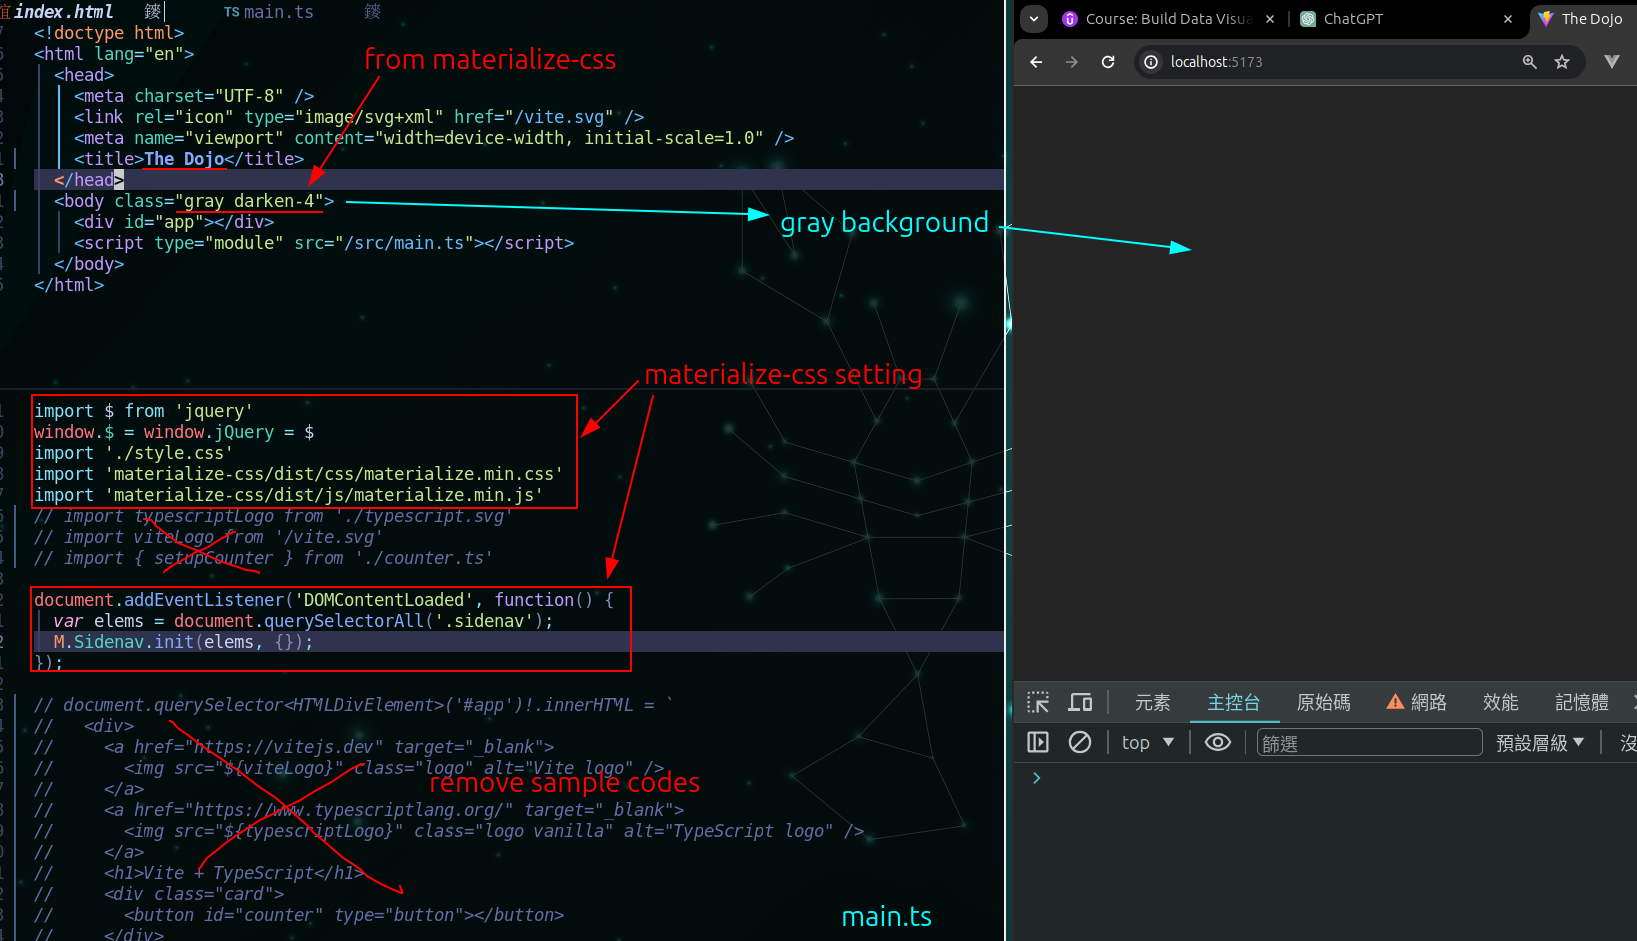 index.html
TS main.ts
<!doctype html>
<html lang="en">
<head>
<meta charset="UTF-8" />
<link rel="icon" type="image/svg+xml" href="/vite.svg" />
<meta name="viewport" content="width=device-width, initial-scale=1.0" />
<title>The Dojo</title>
</head>
<body class="gray darken-4">
<div id="app"></div>
<script type="module" src="/src/main.ts"></script>
</body>
</html>
from materialize-css
gray background
materialize-css setting
import $ from 'jquery'
window.$ = window.jQuery = $
import './style.css'
import 'materialize-css/dist/css/materialize.min.css'
import 'materialize-css/dist/js/materialize.min.js'
// import typescriptLogo from './typescript.svg'
// import viteLogo from '/vite.svg'
// import { setupCounter } from './counter.ts'
document.addEventListener('DOMContentLoaded', function() {
var elems = document.querySelectorAll('.sidenav');
M.Sidenav.init(elems, {});
});
// document.querySelector<HTMLDivElement>('#app')!.innerHTML = `
// <div>
// <a href="https://vitejs.dev" target="_blank">
// <img src="${viteLogo}" class="logo" alt="Vite logo" />
// </a>
// <a href="https://www.typescriptlang.org/" target="_blank">
// <img src="${typescriptLogo}" class="logo vanilla" alt="TypeScript logo" />
// </a>
// <h1>Vite + TypeScript</h1>
// <div class="card">
// <button id="counter" type="button"></button>
// </div>
remove sample codes
main.ts
Course: Build Data Visua
ChatGPT
The Dojo
localhost:5173
元素 主控台 原始碼 網路 效能 記憶體
top 篩選 預設層級 沒